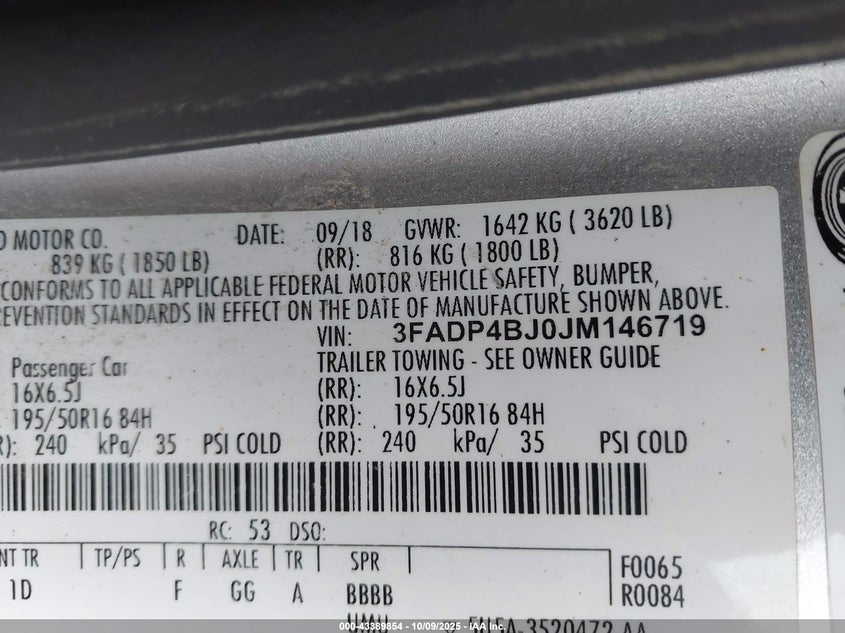 D MOTOR CO. DATE: 09/18 GVWR: 1642 KG ( 3620 LB)
839 KG ( 1850 LB) (RR): 816 KG ( 1800 LB)
CONFORMS TO ALL APPLICABLE FEDERAL MOTOR VEHICLE SAFETY, BUMPER,
REVENTION STANDARDS IN EFFECT ON THE DATE OF MANUFACTURE SHOWN ABOVE.
VIN: 3FADP4BJ0JM146719
Passenger Car TRAILER TOWING - SEE OWNER GUIDE
16X6.5J (RR): 16X6.5J
195/50R16 84H (RR): 195/50R16 84H
R): 240 kPa/ 35 PSI COLD (RR): 240 kPa/ 35 PSI COLD
RC: 53 DSO:
NT TR TP/PS R AXLE TR SPR F0065
1D F GG A BBBB R0084
000-43389854 - 10/09/2025 - IAA Inc.